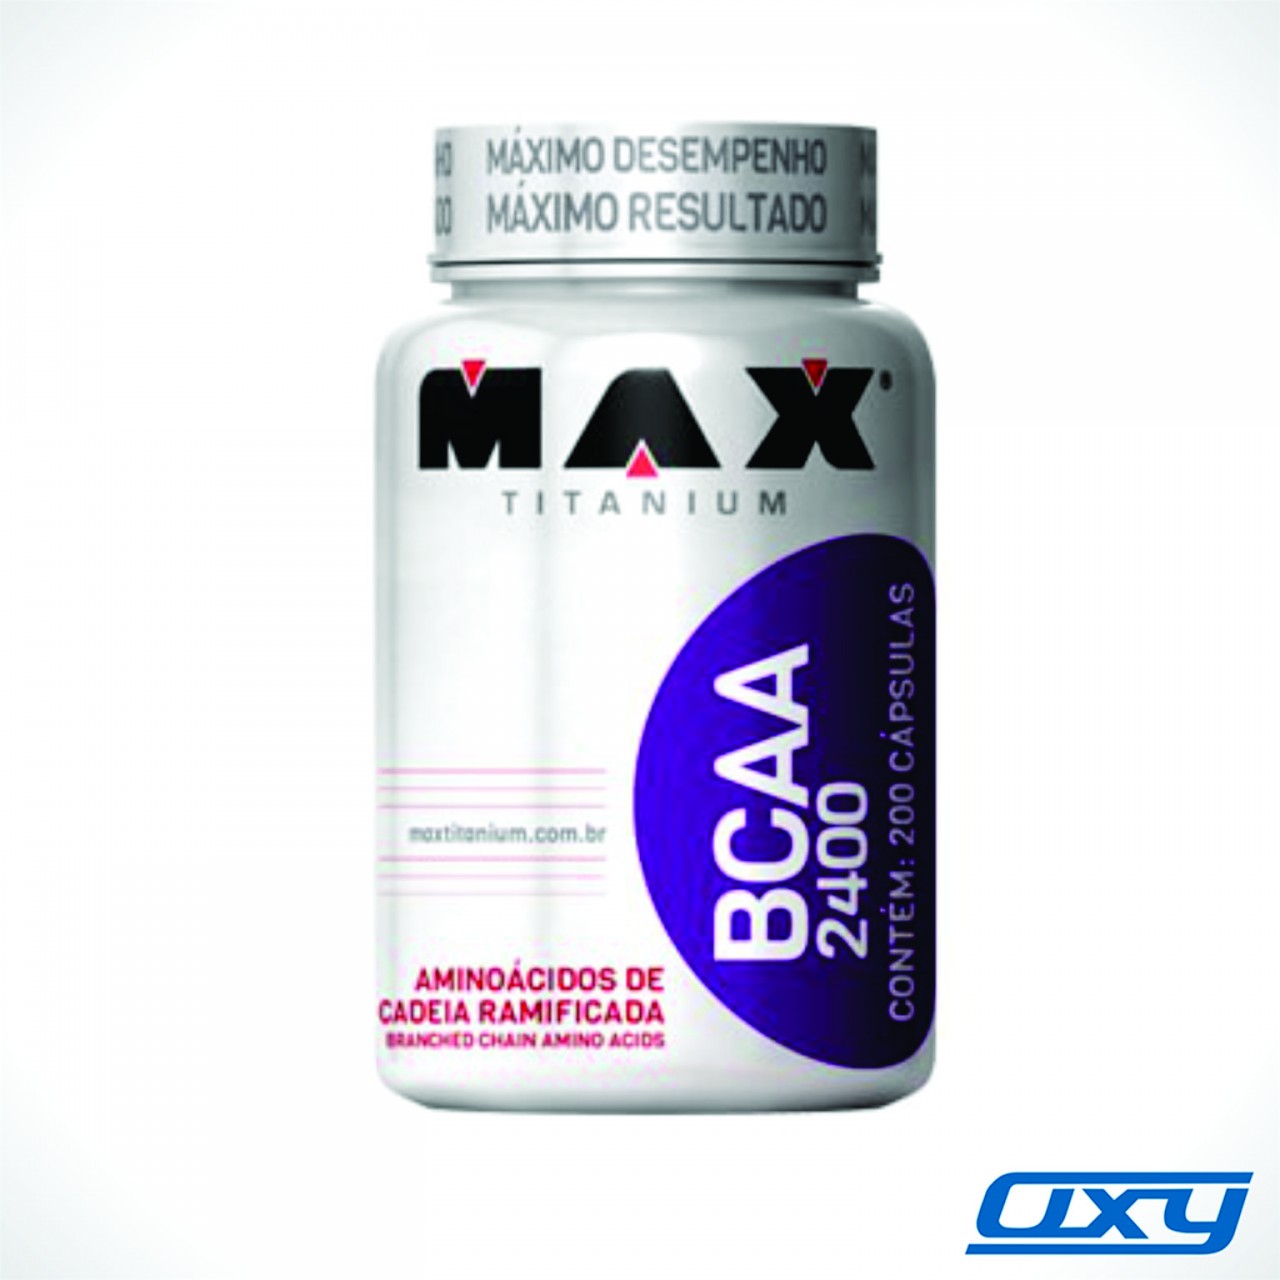 MÁXIMO DESEMPENHO
MÁXIMO RESULTADO
MAX®
TITANIUM
BCAA
2400
CONTÉM: 200 CÁPSULAS
maxtitanium.com.br
AMINOÁCIDOS DE
CADEIA RAMIFICADA
BRANCHED CHAIN AMINO ACIDS
oxy